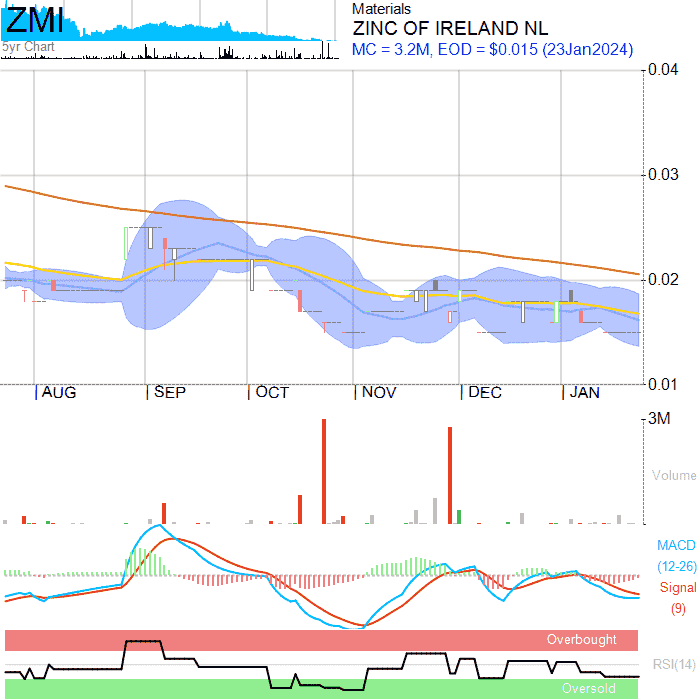 ZMI
5yr Chart
Materials
ZINC OF IRELAND NL
MC = 3.2M, EOD = $0.015 (23Jan2024)
0.04
0.03
0.02
0.01
AUG SEP OCT NOV DEC JAN
3M
Volume
MACD
(12-26)
Signal
(9)
Overbought
RSI(14)
Oversold